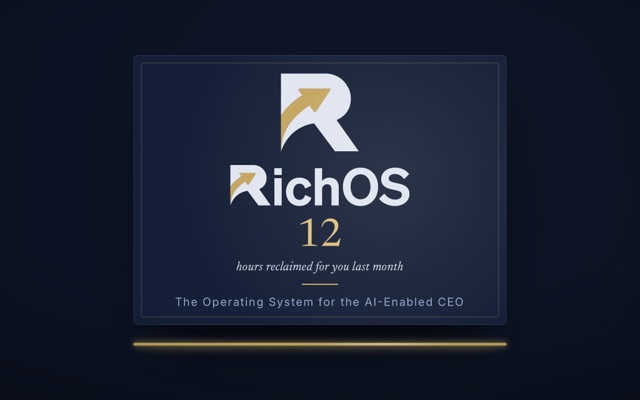 R
RichOS
12
hours reclaimed for you last month
The Operating System for the AI-Enabled CEO